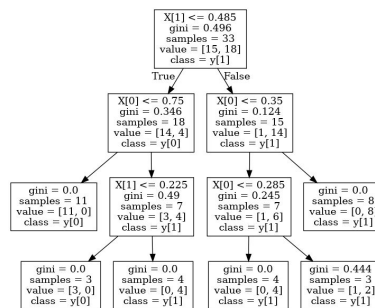 X[1] <= 0.485
gini = 0.496
samples = 33
value = [15, 18]
class = y[1]
True
False
X[0] <= 0.75
gini = 0.346
samples = 18
value = [14, 4]
class = y[0]
X[0] <= 0.35
gini = 0.124
samples = 15
value = [1, 14]
class = y[1]
gini = 0.0
samples = 11
value = [11, 0]
class = y[0]
X[1] <= 0.225
gini = 0.49
samples = 7
value = [3, 4]
class = y[1]
X[0] <= 0.285
gini = 0.245
samples = 7
value = [1, 6]
class = y[1]
gini = 0.0
samples = 8
value = [0, 8]
class = y[1]
gini = 0.0
samples = 3
value = [3, 0]
class = y[0]
gini = 0.0
samples = 4
value = [0, 4]
class = y[1]
gini = 0.0
samples = 4
value = [0, 4]
class = y[1]
gini = 0.444
samples = 3
value = [1, 2]
class = y[1]